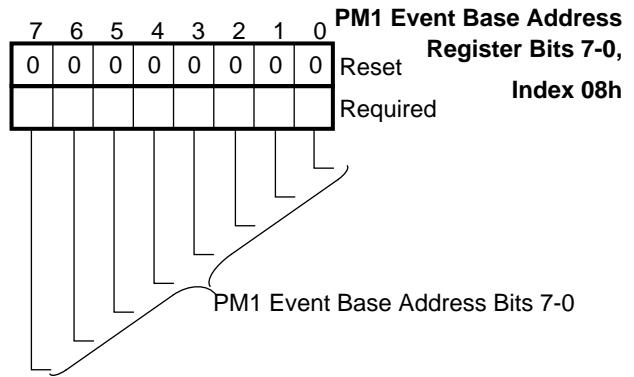 PM1 Event Base Address
Register Bits 7-0,
Index 08h
7 6 5 4 3 2 1 0
0 0 0 0 0 0 0 0 Reset
Required
PM1 Event Base Address Bits 7-0